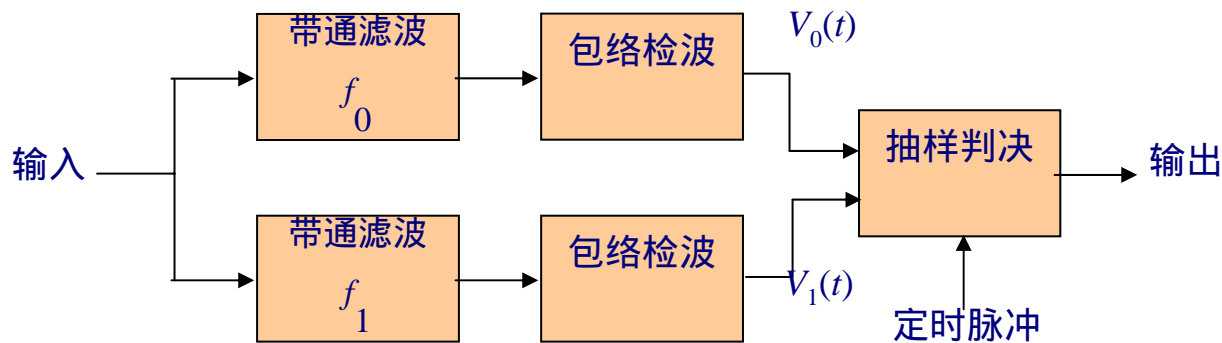 带通滤波
f0
包络检波
V0(t)
输入
抽样判决
输出
带通滤波
f1
包络检波
V1(t)
定时脉冲